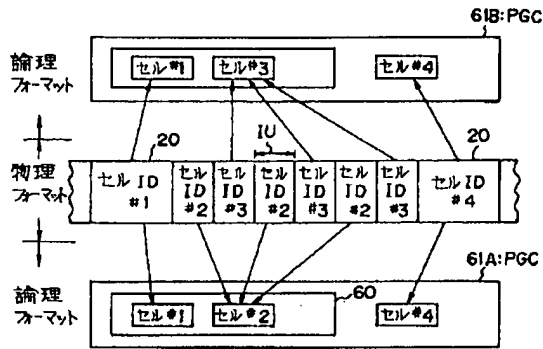 61B:PGC
論理
フォーマット
セル#1 セル#3 セル#4
20 IU 20
物理
フォーマット
セル ID #1
セル ID #2
セル ID #3
セル ID #2
セル ID #3
セル ID #2
セル ID #3
セル ID #4
61A:PGC
論理
フォーマット
60
セル#1 セル#2 セル#4